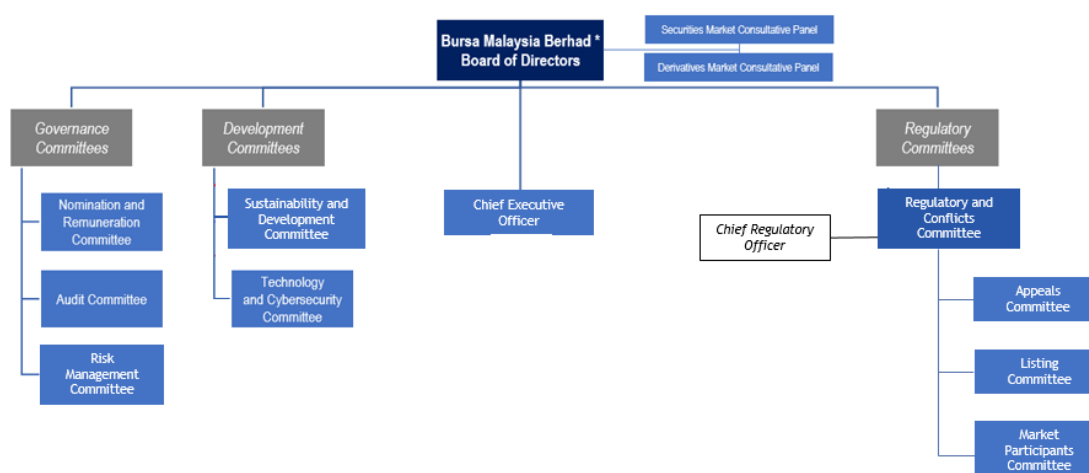 Bursa Malaysia Berhad *
Board of Directors
Securities Market Consultative Panel
Derivatives Market Consultative Panel
Governance
Committees
Development
Committees
Regulatory
Committees
Nomination and
Remuneration
Committee
Audit Committee
Risk
Management
Committee
Sustainability and
Development
Committee
Technology
and Cybersecurity
Committee
Chief Executive
Officer
Chief Regulatory
Officer
Regulatory and
Conflicts
Committee
Appeals
Committee
Listing
Committee
Market
Participants
Committee